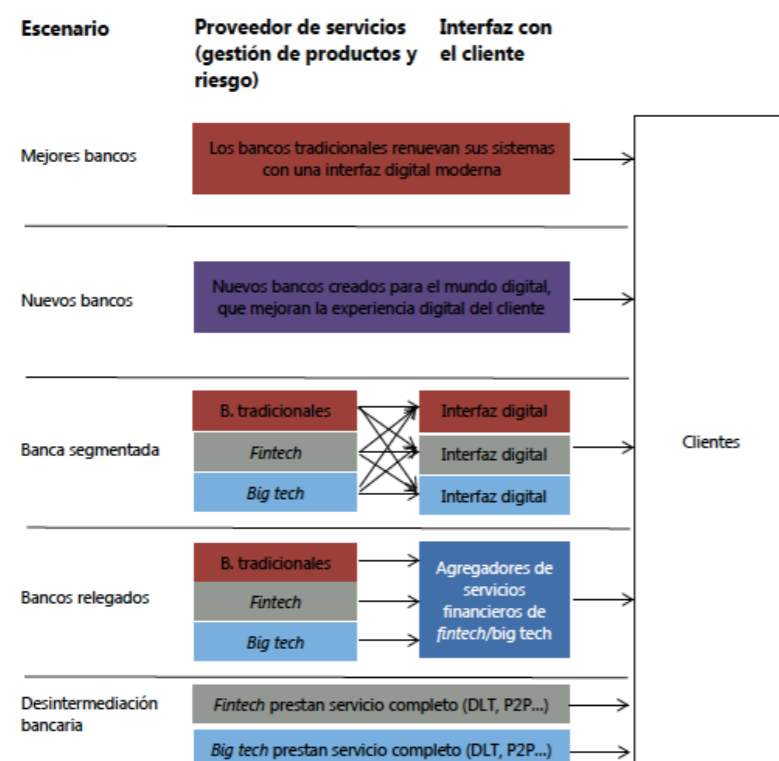 Escenario
Proveedor de servicios
(gestión de productos y
riesgo)
Interfaz con
el cliente
Mejores bancos
Los bancos tradicionales renuevan sus sistemas
con una interfaz digital moderna
Nuevos bancos
Nuevos bancos creados para el mundo digital,
que mejoran la experiencia digital del cliente
Banca segmentada
B. tradicionales
Fintech
Big tech
Interfaz digital
Interfaz digital
Interfaz digital
Clientes
Bancos relegados
B. tradicionales
Fintech
Big tech
Agregadores de
servicios
financieros de
fintech/big tech
Desintermediación
bancaria
Fintech prestan servicio completo (DLT, P2P...)
Big tech prestan servicio completo (DLT, P2P...)